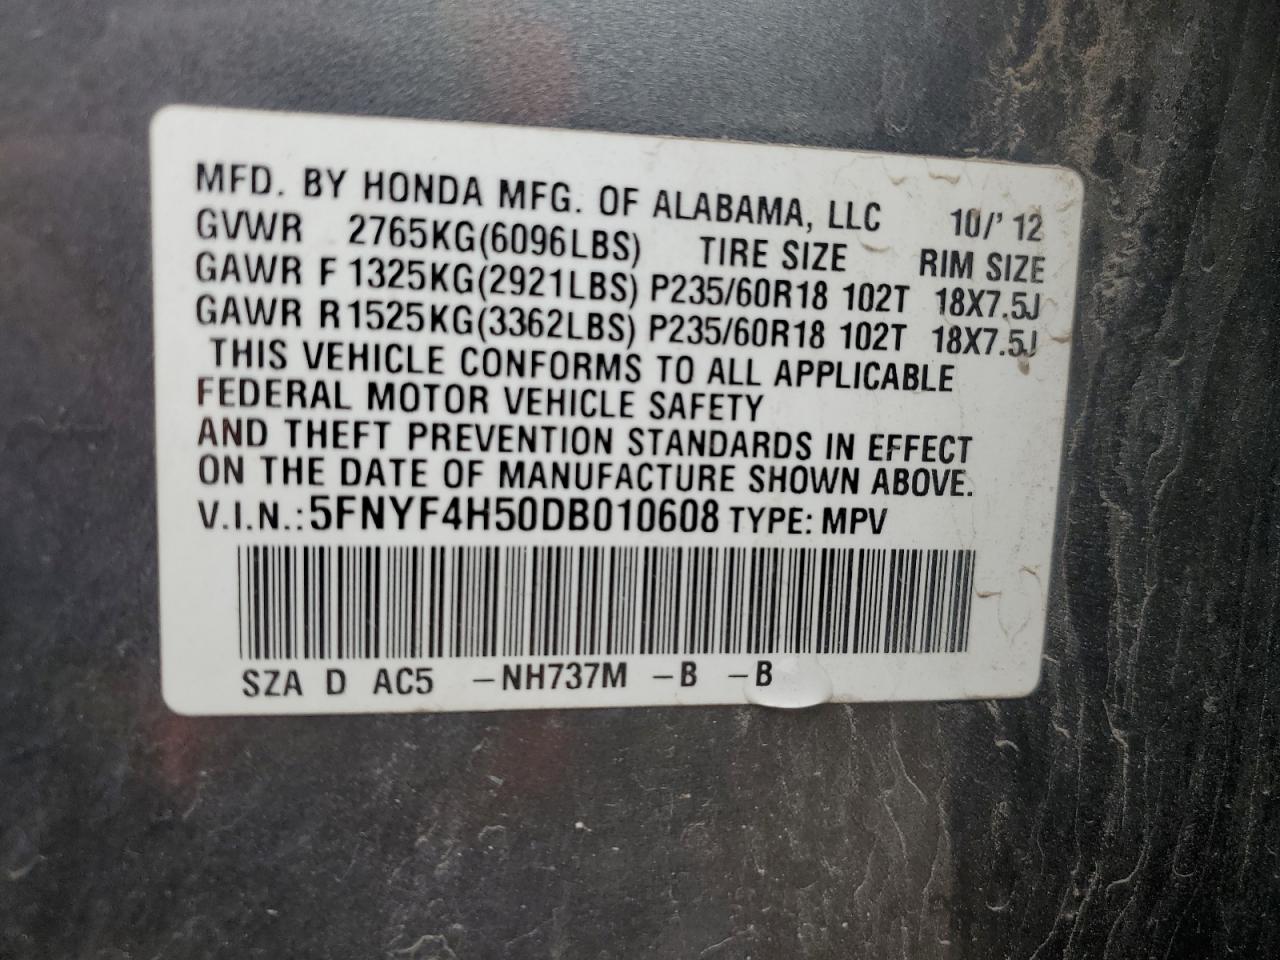 MFD. BY HONDA MFG. OF ALABAMA, LLC 10/' 12
GVWR 2765KG(6096LBS) TIRE SIZE RIM SIZE
GAWR F 1325KG(2921LBS) P235/60R18 102T 18X7.5J
GAWR R 1525KG(3362LBS) P235/60R18 102T 18X7.5J
THIS VEHICLE CONFORMS TO ALL APPLICABLE
FEDERAL MOTOR VEHICLE SAFETY
AND THEFT PREVENTION STANDARDS IN EFFECT
ON THE DATE OF MANUFACTURE SHOWN ABOVE.
V.I.N.: 5FNYF4H50DB010608 TYPE: MPV
SZA D AC5 –NH737M –B –B